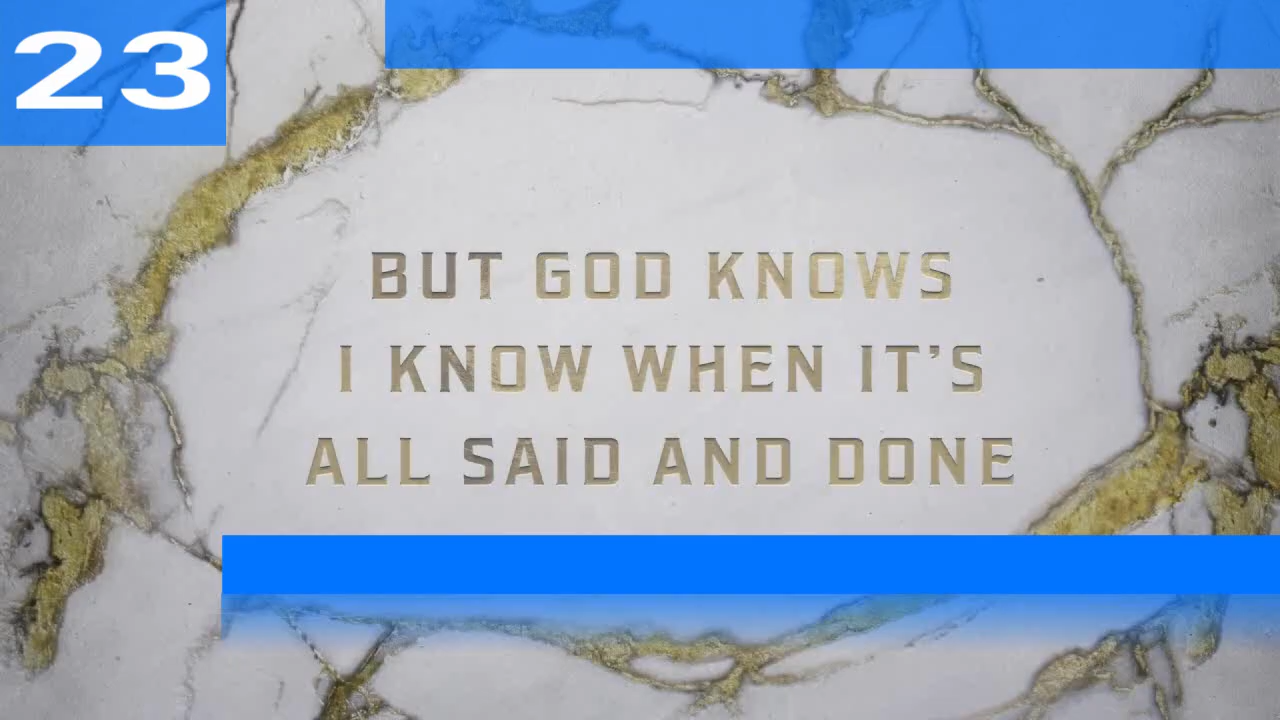 23
BUT GOD KNOWS
I KNOW WHEN IT'S
ALL SAID AND DONE